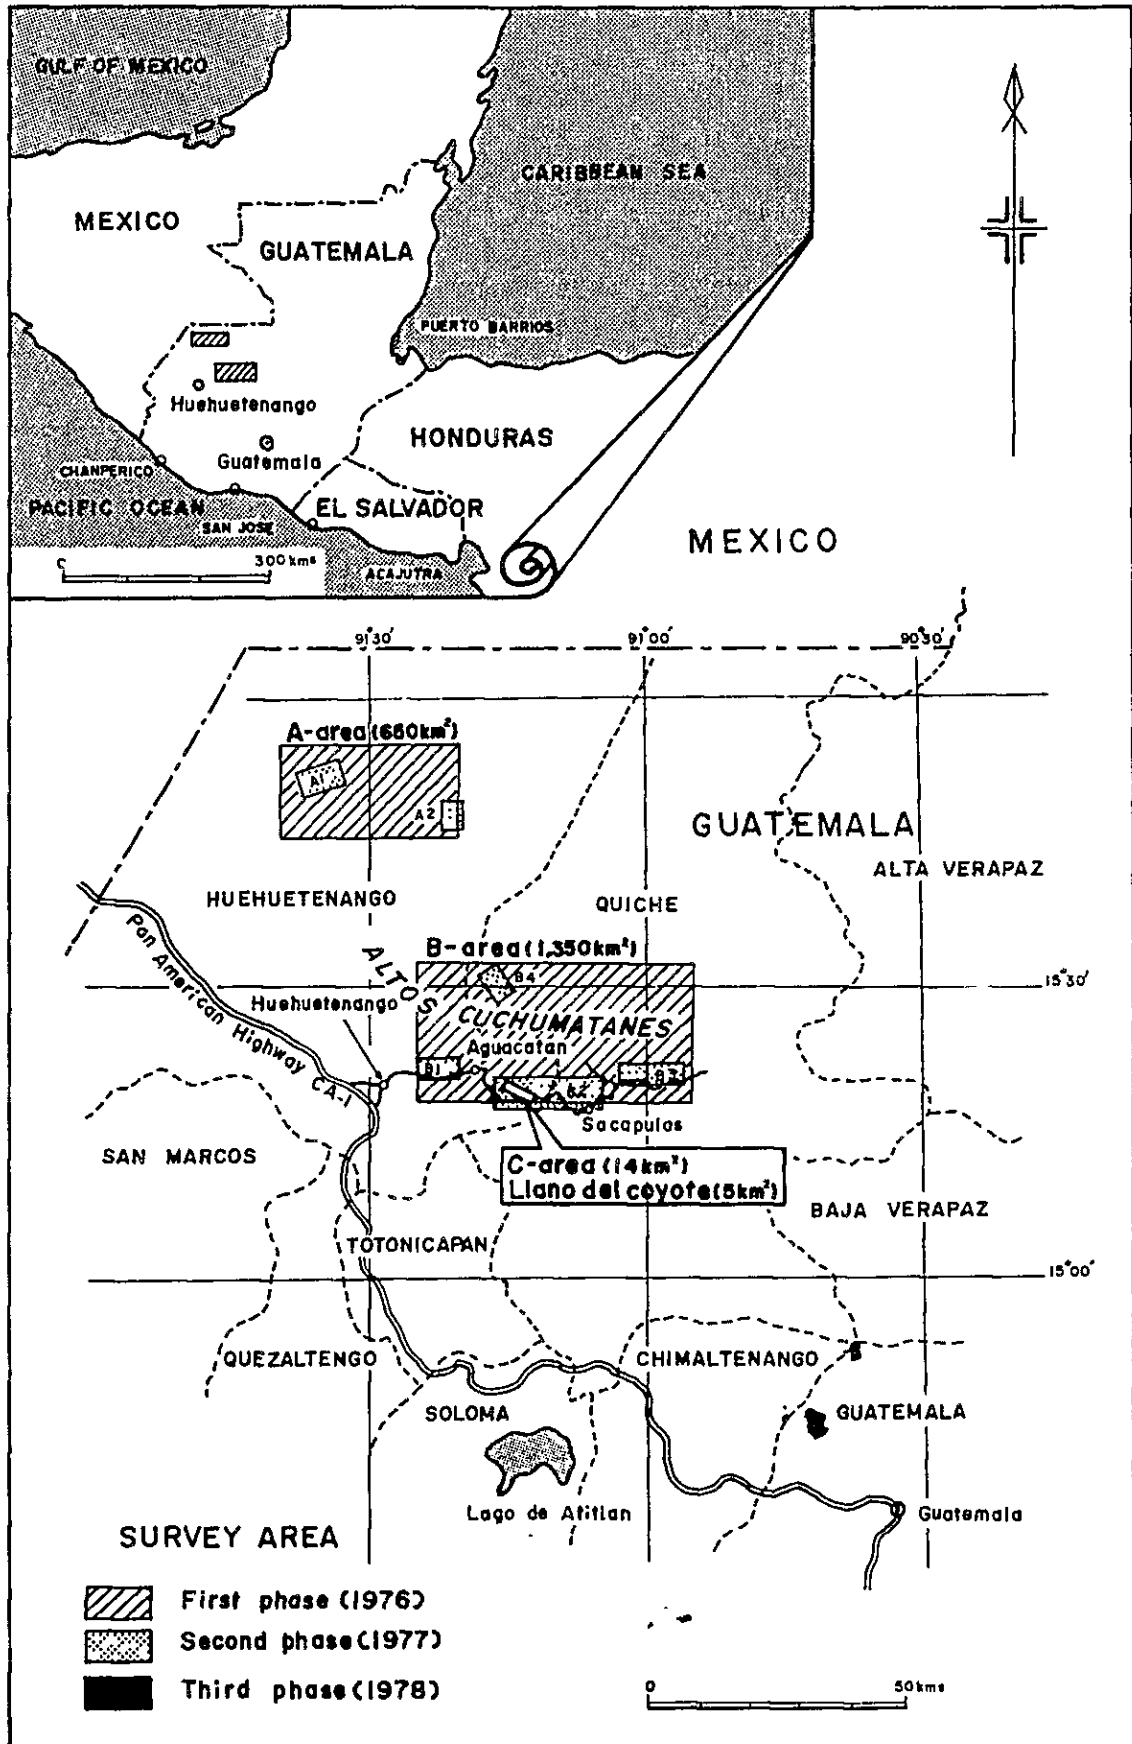 GULF OF MEXICO
CARIBBEAN SEA
MEXICO
GUATEMALA
PUERTO BARRIOS
Huehuetenango
HONDURAS
Guatemala
CHANPERICO
PACIFIC OCEAN
EL SALVADOR
SAN JOSE
300 kms
ACAJUTRA
MEXICO
91°30'
91°00'
90°30'
A-area (650km²)
A1
A2
GUATEMALA
ALTA VERAPAZ
HUEHUETENANGO
QUICHE
Pan American Highway CA-1
B-area (1,350km²)
B4
15°30'
ALTOS
CUCHUMATANES
Huehuetenango
Aguacatan
B1
B2
B3
Sacapulas
C-area (14km²)
Llano del coyote (5km²)
SAN MARCOS
BAJA VERAPAZ
TOTONICAPAN
15°00'
QUEZALTENGO
CHIMALTENANGO
SOLOMA
GUATEMALA
Lago de Atitlan
Guatemala
SURVEY AREA
First phase (1976)
Second phase (1977)
Third phase (1978)
0
50 kms